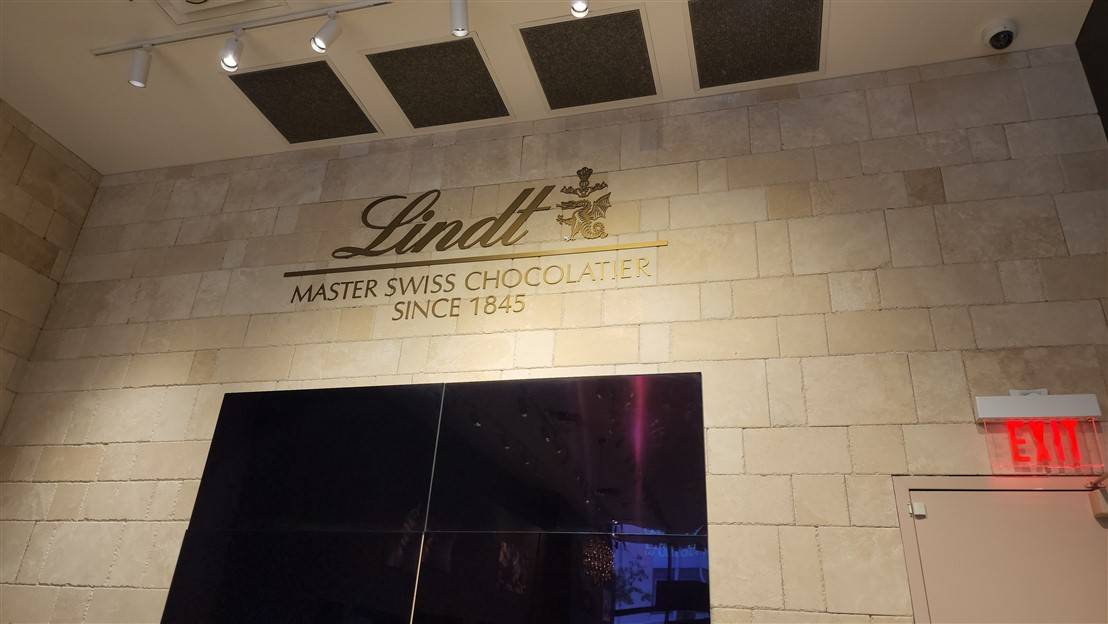 Lindt
MASTER SWISS CHOCOLATIER
SINCE 1845
EXIT